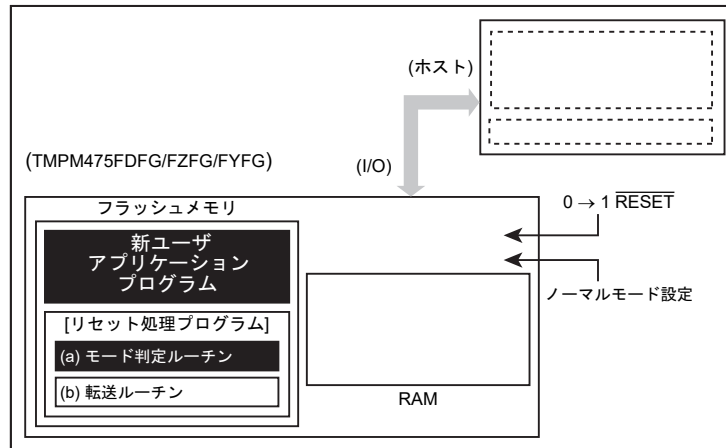 (ホスト)
(TMPM475FDFG/FZFG/FYFG)
(I/O)
0 → 1 RESET
フラッシュメモリ
新ユーザ
アプリケーション
プログラム
ノーマルモード設定
[リセット処理プログラム]
(a) モード判定ルーチン
(b) 転送ルーチン
RAM